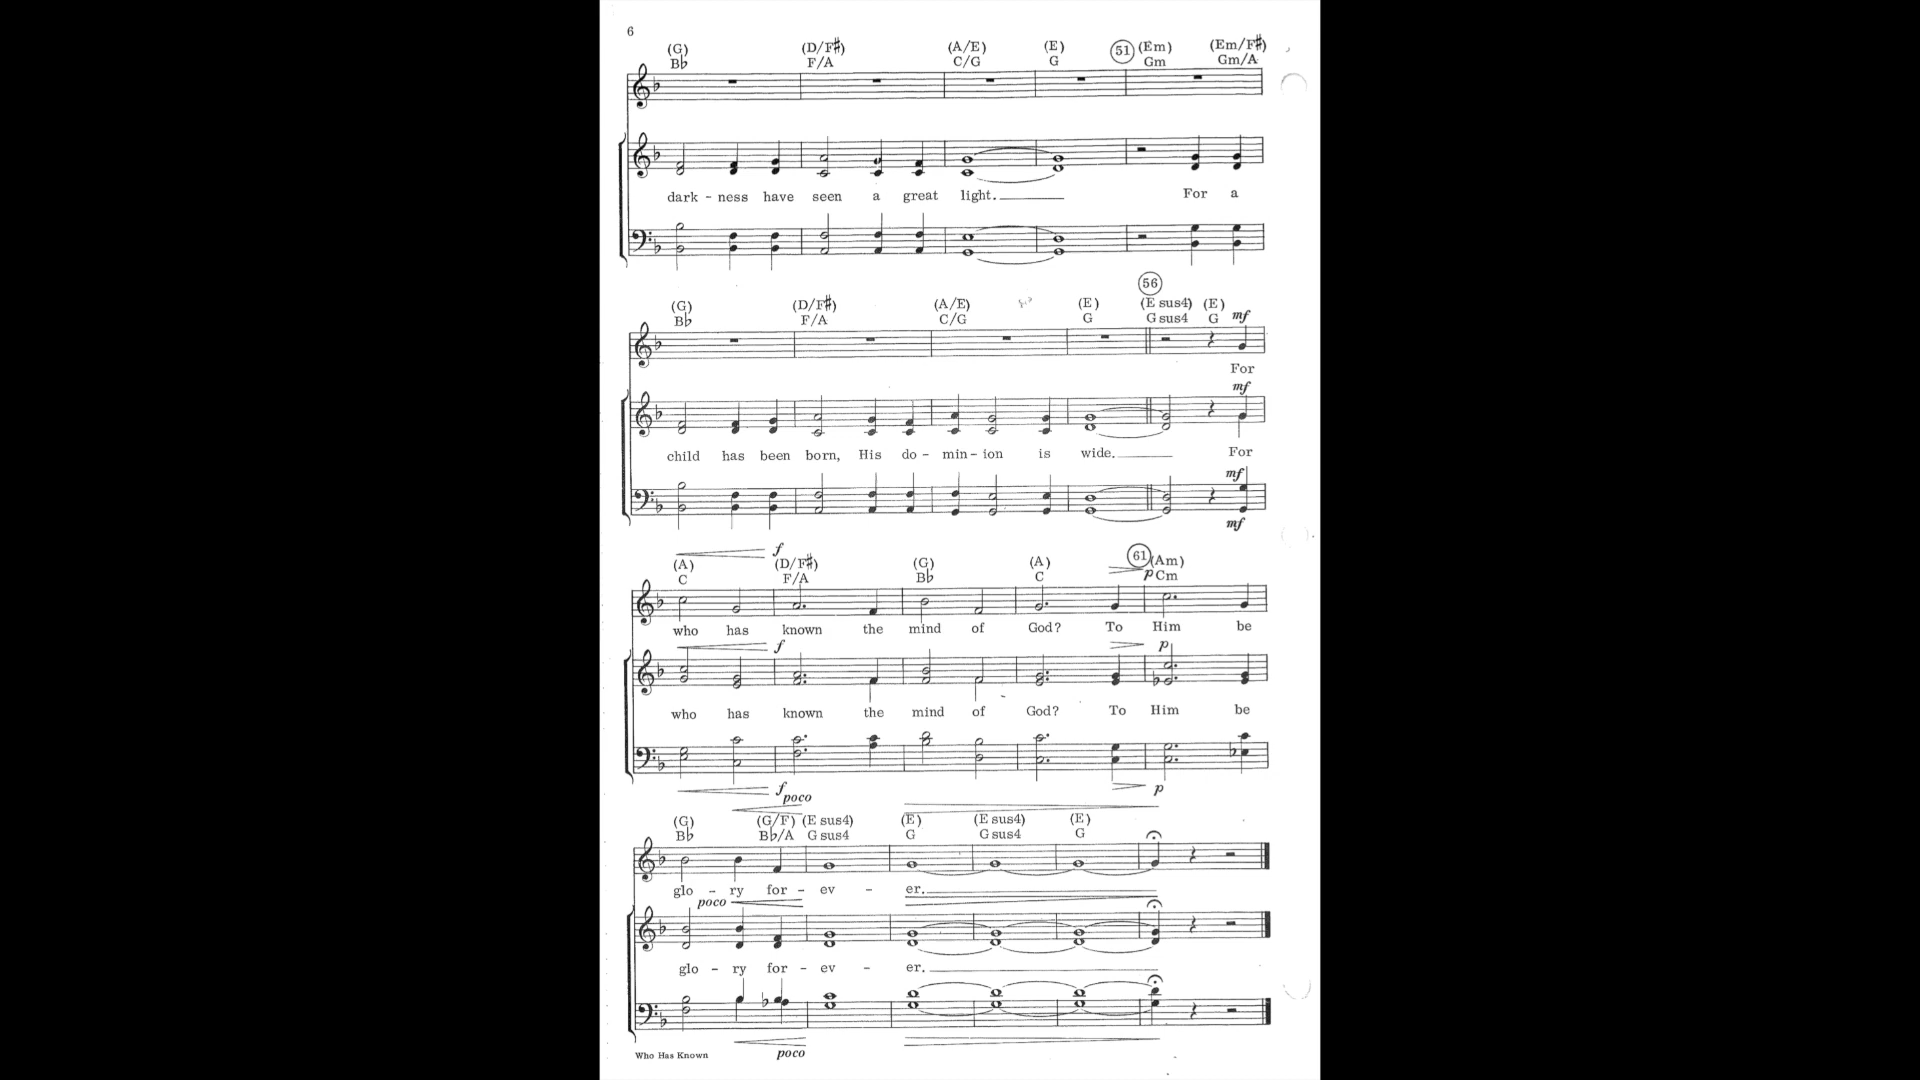 6
(G) (D/F♯) (A/E) (E) 51 (Em) (Em/F♯)
B♭ F/A C/G G Gm Gm/A
dark - ness have seen a great light. For a
56
(G) (D/F♯) (A/E) (E) (E sus4) (E)
B♭ F/A C/G G G sus4 G mf
For
mf
child has been born, His do - min - ion is wide. For
mf
mf
f
(A) (D/F♯) (G) (A) 61 (Am)
C F/A B♭ C p Cm
who has known the mind of God? To Him be
f p
who has known the mind of God? To Him be
f p
poco
(G) (G/F) (E sus4) (E) (E sus4) (E)
B♭ B♭/A G sus4 G G sus4 G
glo - ry for - ev - er.
poco
glo - ry for - ev - er.
Who Has Known poco